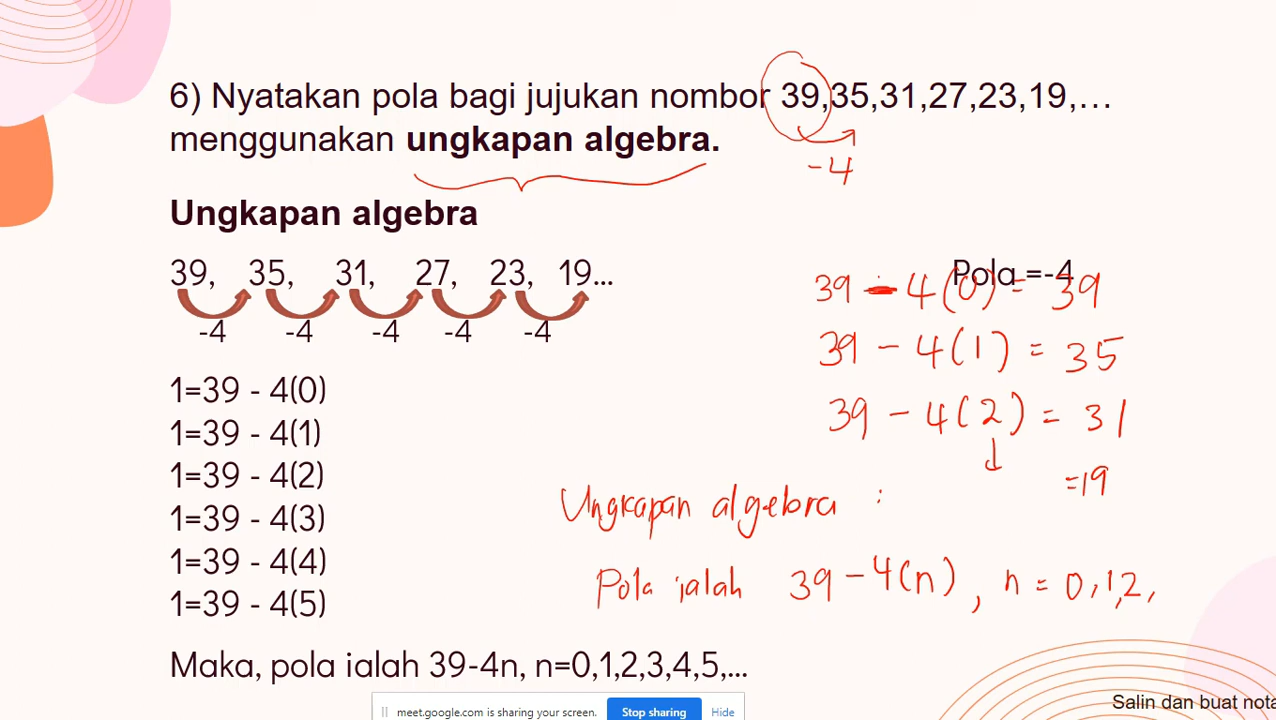 6) Nyatakan pola bagi jujukan nombor 39,35,31,27,23,19,...
menggunakan ungkapan algebra.
-4
Ungkapan algebra
39, 35, 31, 27, 23, 19...
-4 -4 -4 -4 -4
Pola =-4
39 - 4(0) = 39
39 - 4(1) = 35
39 - 4(2) = 31
=19
1=39 - 4(0)
1=39 - 4(1)
1=39 - 4(2)
1=39 - 4(3)
1=39 - 4(4)
1=39 - 4(5)
Ungkapan algebra :
Pola ialah 39-4(n), n = 0,1,2,
Maka, pola ialah 39-4n, n=0,1,2,3,4,5,...
meet.google.com is sharing your screen. Stop sharing Hide
Salin dan buat nota